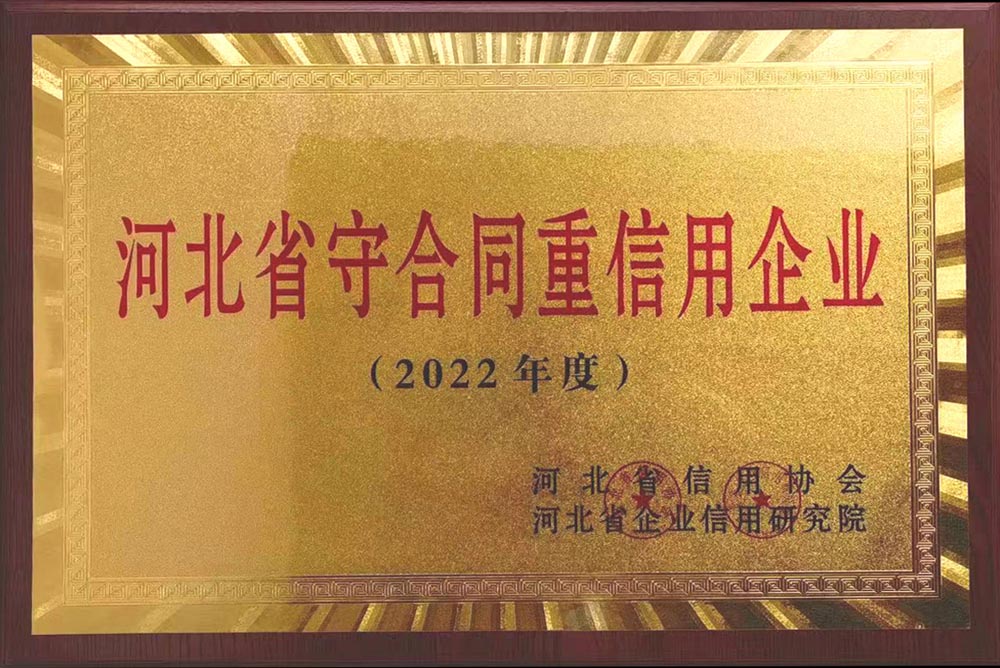 河北省守合同重信用企业
（2022年度）
河北省信用协会
河北省企业信用研究院